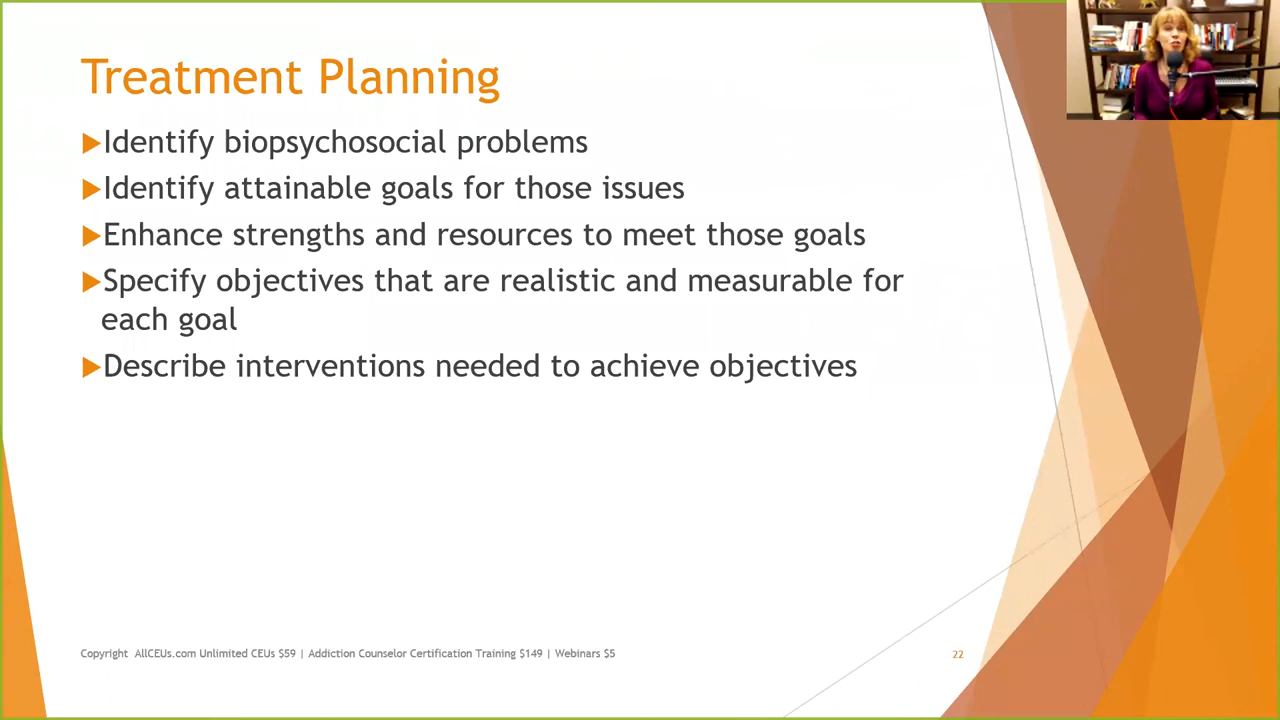 Treatment Planning
Identify biopsychosocial problems
Identify attainable goals for those issues
Enhance strengths and resources to meet those goals
Specify objectives that are realistic and measurable for
each goal
Describe interventions needed to achieve objectives
Copyright AllCEUs.com Unlimited CEUs $59 | Addiction Counselor Certification Training $149 | Webinars $5
22